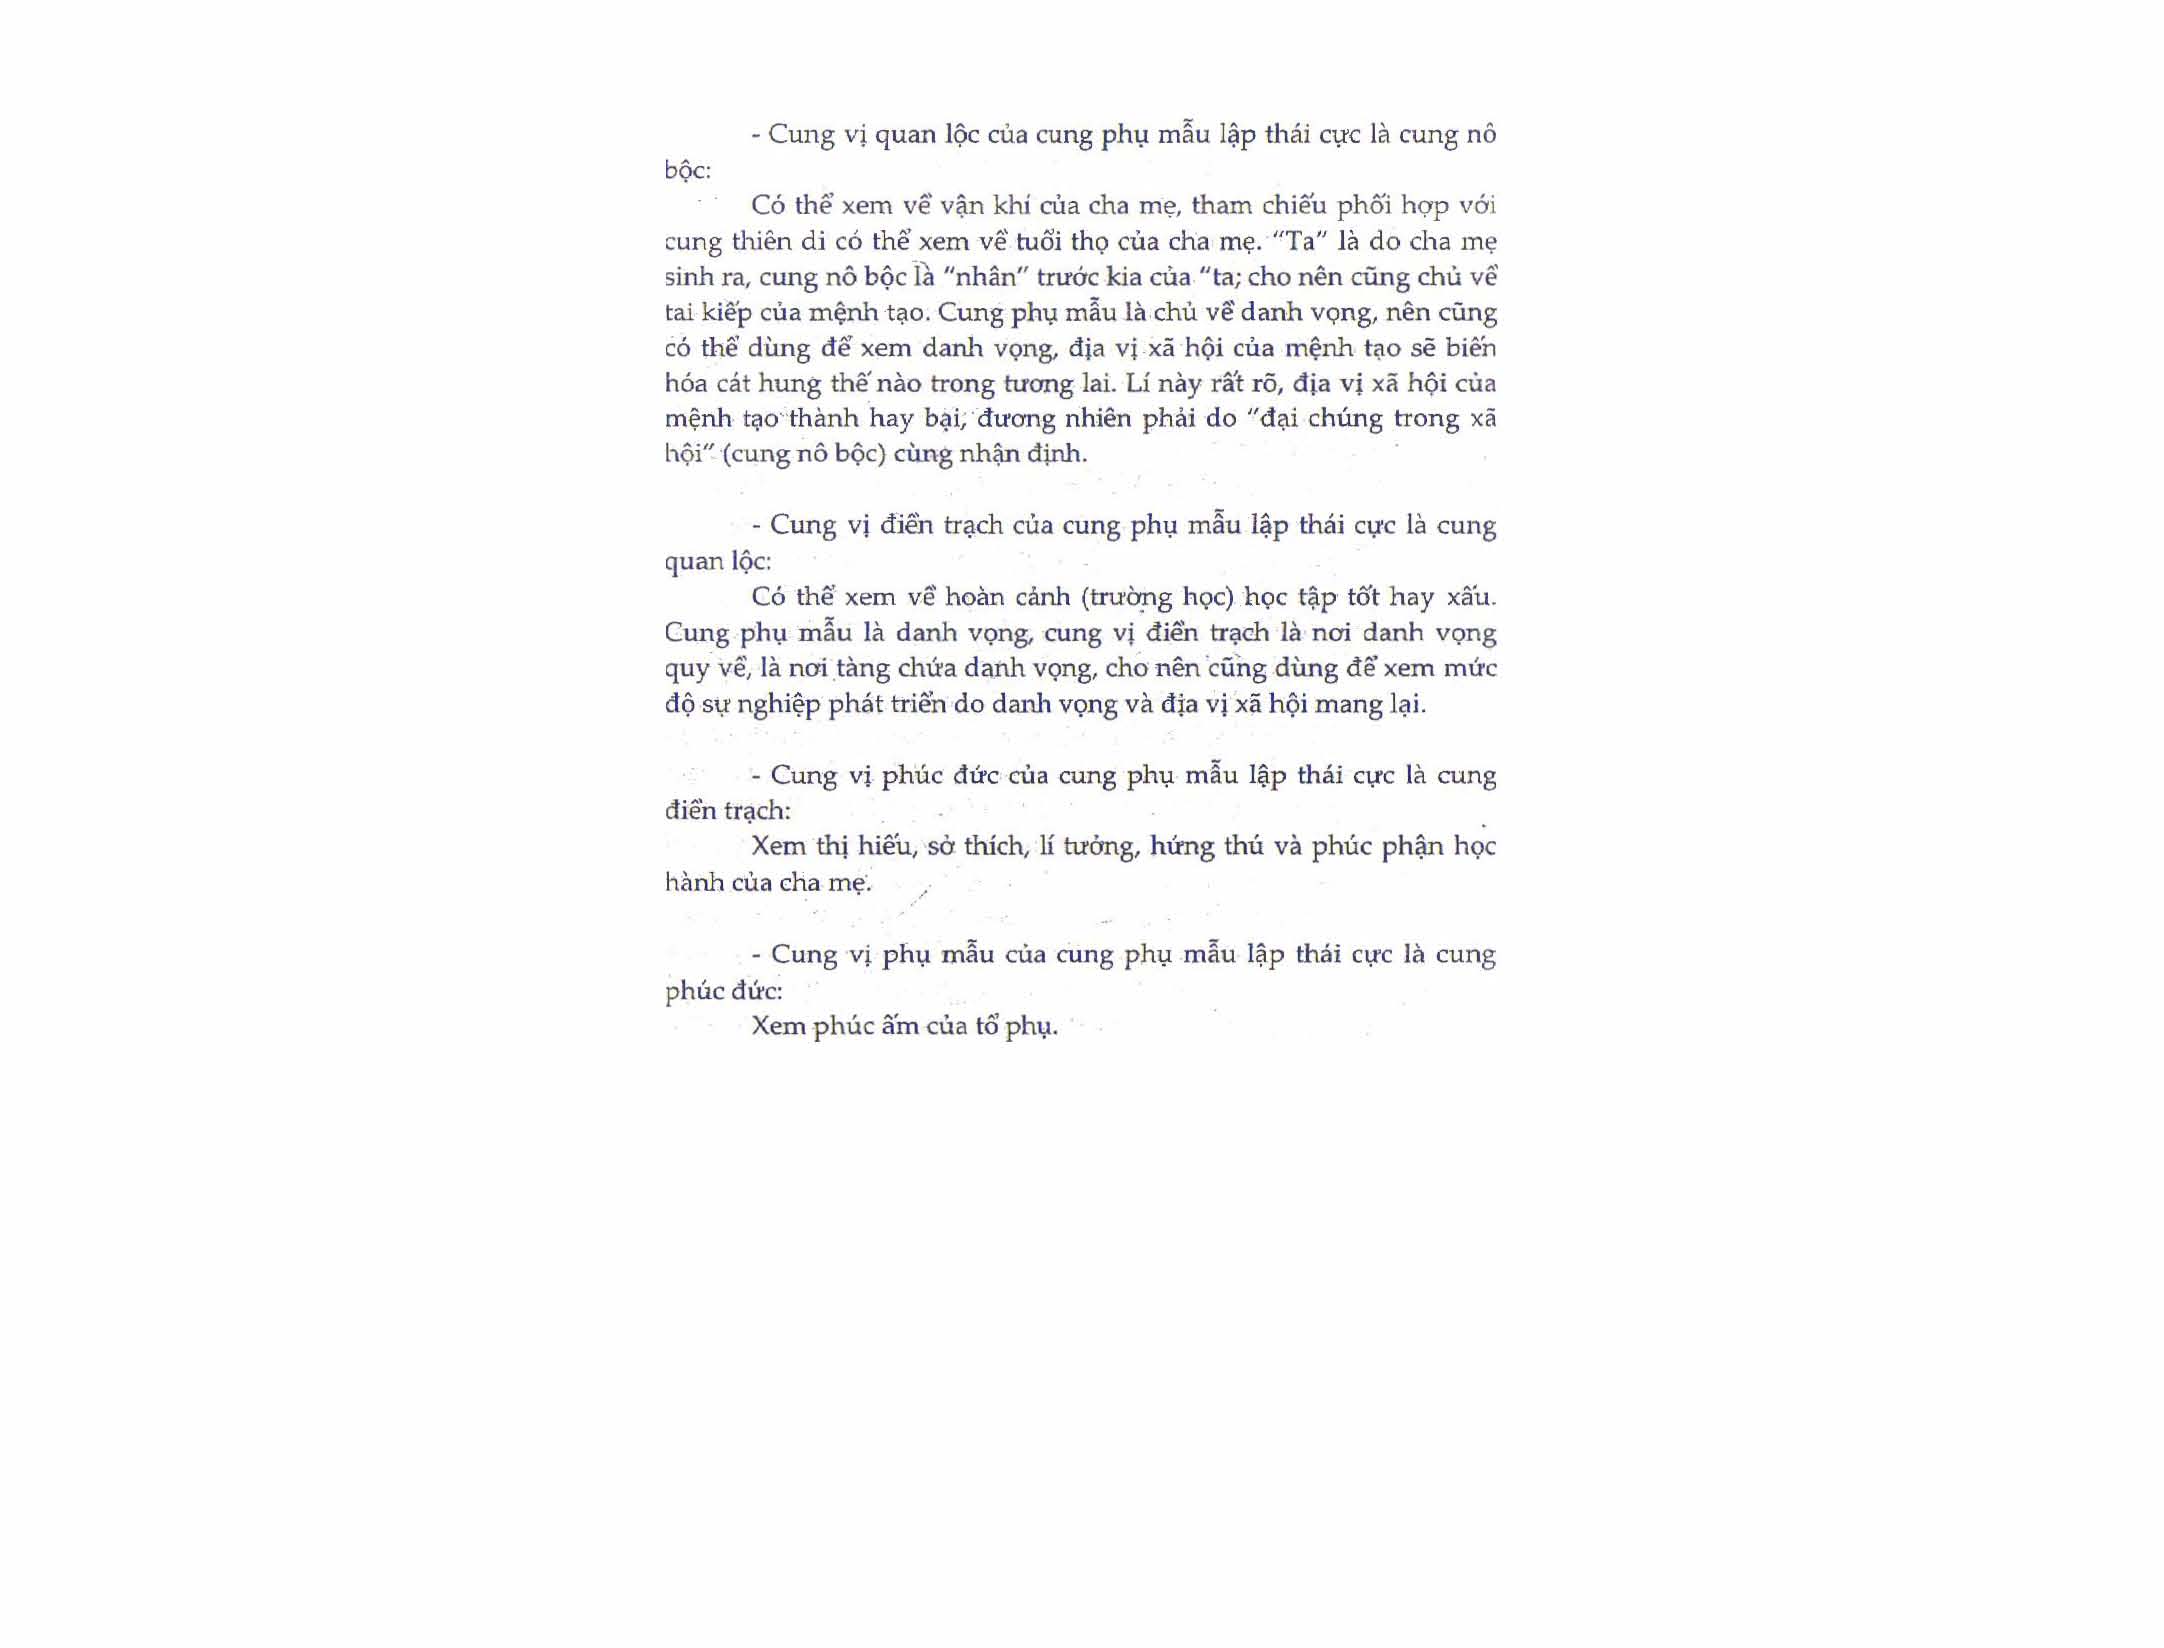 - Cung vị quan lộc của cung phụ mẫu lập thái cực là cung nô
bộc:
Có thể xem về vận khí của cha mẹ, tham chiếu phối hợp với
cung thiên di có thể xem về tuổi thọ của cha mẹ. "Ta" là do cha mẹ
sinh ra, cung nô bộc là "nhân" trước kia của "ta; cho nên cũng chủ về
tai kiếp của mệnh tạo. Cung phụ mẫu là chủ về danh vọng, nên cũng
có thể dùng để xem danh vọng, địa vị xã hội của mệnh tạo sẽ biến
hóa cát hung thế nào trong tương lai. Lí này rất rõ, địa vị xã hội của
mệnh tạo thành hay bại, đương nhiên phải do "đại chúng trong xã
hội" (cung nô bộc) cùng nhận định.
- Cung vị điền trạch của cung phụ mẫu lập thái cực là cung
quan lộc:
Có thể xem về hoàn cảnh (trường học) học tập tốt hay xấu.
Cung phụ mẫu là danh vọng, cung vị điền trạch là nơi danh vọng
quy về, là nơi tàng chứa danh vọng, cho nên cũng dùng để xem mức
độ sự nghiệp phát triển do danh vọng và địa vị xã hội mang lại.
- Cung vị phúc đức của cung phụ mẫu lập thái cực là cung
điền trạch:
Xem thị hiếu, sở thích, lí tưởng, hứng thú và phúc phận học
hành của cha mẹ.
- Cung vị phụ mẫu của cung phụ mẫu lập thái cực là cung
phúc đức:
Xem phúc ấm của tổ phụ.